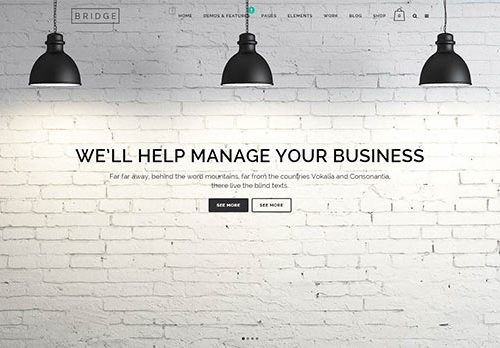 BRIDGE
HOME DEMOS & FEATURES PAGES ELEMENTS WORK BLOG SHOP
WE'LL HELP MANAGE YOUR BUSINESS
Far far away, behind the word mountains, far from the countries Vokalia and Consonantia,
there live the blind texts.
SEE MORE SEE MORE